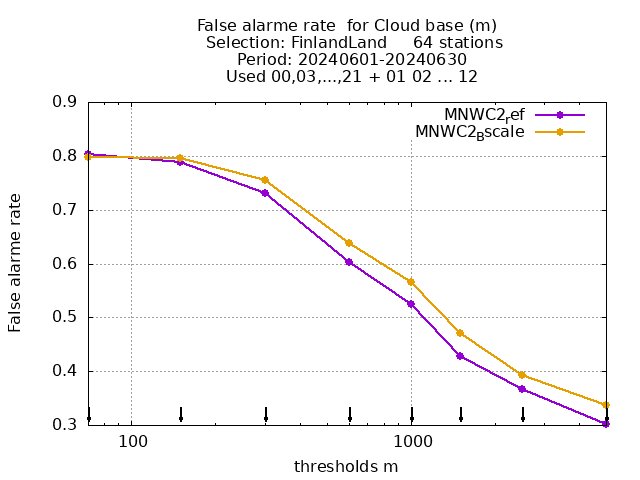 False alarme rate  for Cloud base (m)
Selection: FinlandLand     64 stations
Period: 20240601-20240630
Used 00,03,...,21 + 01 02 ... 12
MNWC2ref
MNWC2Bscale
0.9
0.8
0.7
0.6
0.5
0.4
0.3
False alarme rate
100
1000
thresholds m